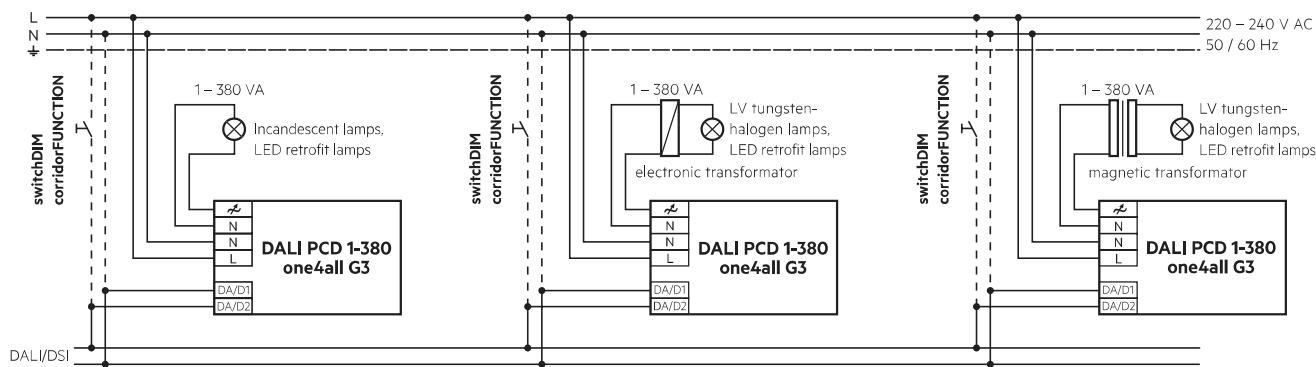 L
N
220 – 240 V AC
50 / 60 Hz
switchDIM
corridorFUNCTION
1 – 380 VA
Incandescent lamps,
LED retrofit lamps
N
N
L
DA/D1
DA/D2
DALI PCD 1-380
one4all G3
switchDIM
corridorFUNCTION
1 – 380 VA
LV tungsten-
halogen lamps,
LED retrofit lamps
electronic transformator
N
N
L
DA/D1
DA/D2
DALI PCD 1-380
one4all G3
switchDIM
corridorFUNCTION
1 – 380 VA
LV tungsten-
halogen lamps,
LED retrofit lamps
magnetic transformator
N
N
L
DA/D1
DA/D2
DALI PCD 1-380
one4all G3
DALI/DSI